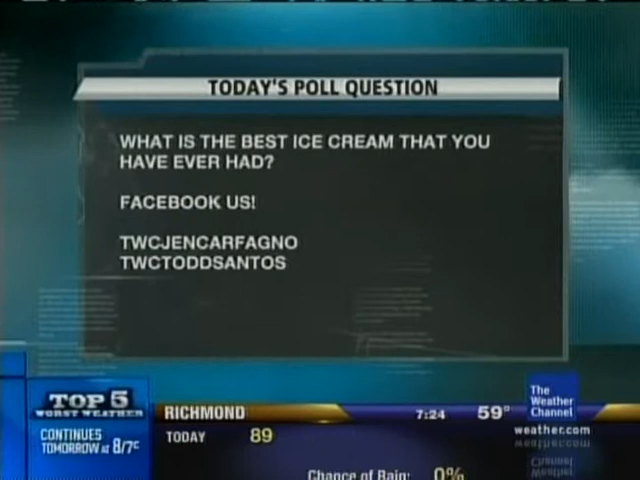 TODAY'S POLL QUESTION
WHAT IS THE BEST ICE CREAM THAT YOU
HAVE EVER HAD?
FACEBOOK US!
TWCJENCARFAGNO
TWCTODDSANTOS
TOP 5
WORST WEATHER
CONTINUES
TOMORROW AT 8/7c
RICHMOND
7:24
59°
TODAY
89
Chance of Rain:
0%
The
Weather
Channel
weather.com